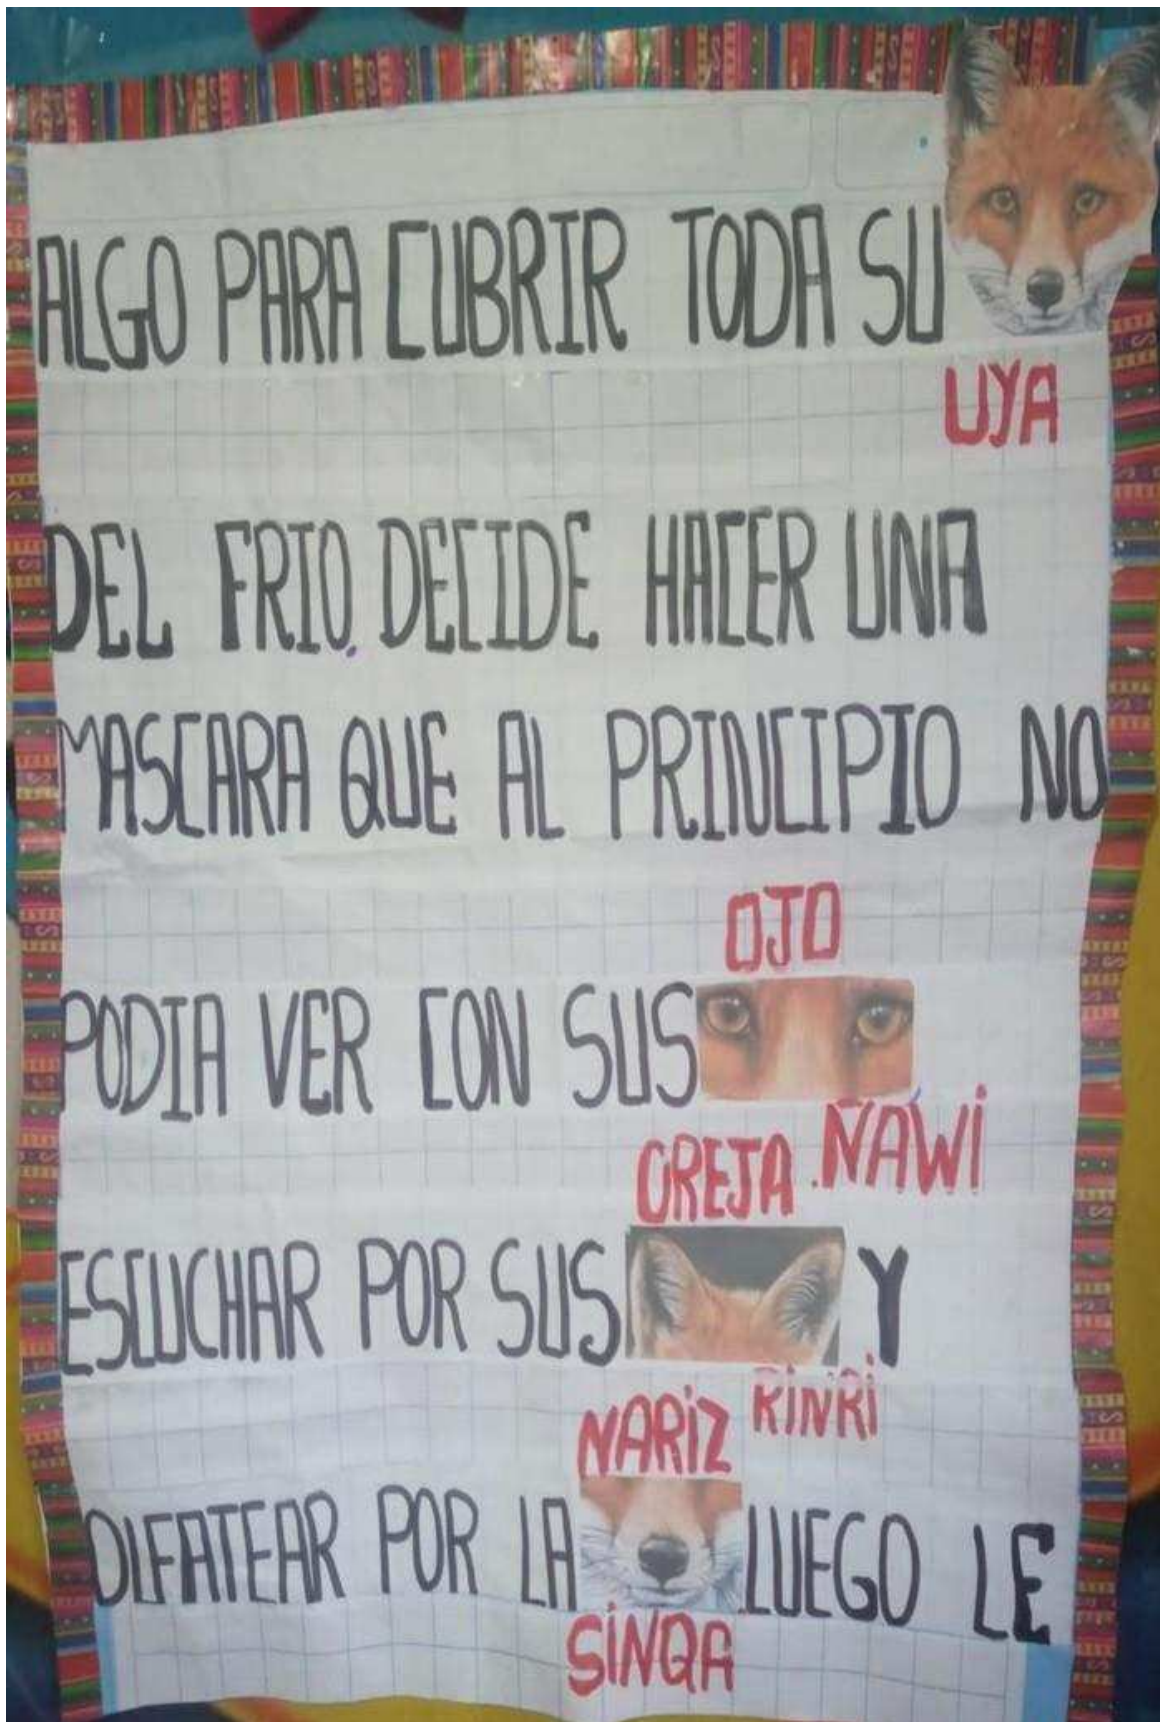 ALGO PARA CUBRIR TODA SU
UYA
DEL FRIO, DECIDE HACER UNA
MASCARA QUE AL PRINCIPIO NO
OJO
PODIA VER CON SUS
ÑAWI
OREJA
ESCUCHAR POR SUS Y
RINRI
NARIZ
OLFATEAR POR LA LUEGO LE
SINQA